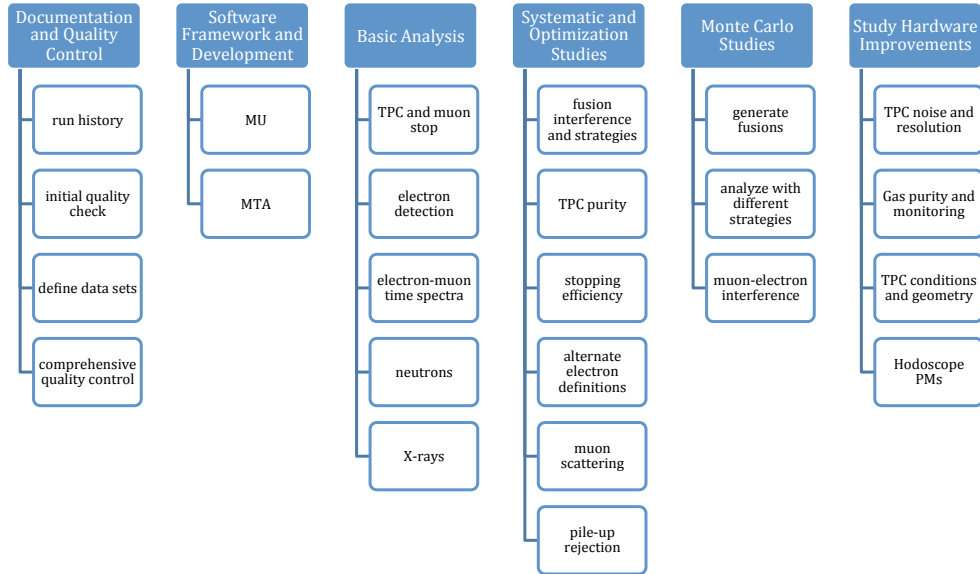 Documentation
and Quality
Control
run history
initial quality
check
define data sets
comprehensive
quality control
Software
Framework and
Development
MU
MTA
Basic Analysis
TPC and muon
stop
electron
detection
electron-muon
time spectra
neutrons
X-rays
Systematic and
Optimization
Studies
fusion
interference
and strategies
TPC purity
stopping
efficiency
alternate
electron
definitions
muon
scattering
pile-up
rejection
Monte Carlo
Studies
generate
fusions
analyze with
different
strategies
muon-electron
interference
Study Hardware
Improvements
TPC noise and
resolution
Gas purity and
monitoring
TPC conditions
and geometry
Hodoscope
PMs